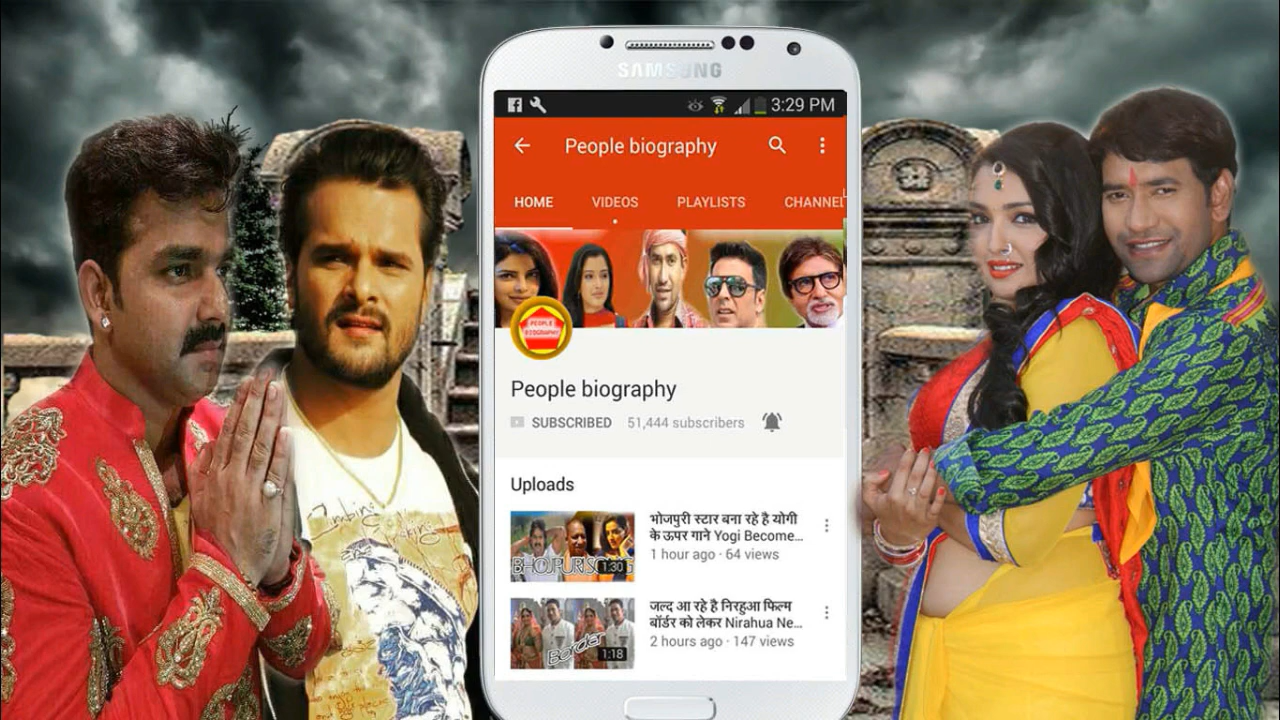 SAMSUNG
3:29 PM
People biography
HOME VIDEOS PLAYLISTS CHANNEL
PEOPLE
BIOGRAPHY
People biography
SUBSCRIBED 51,444 subscribers
Uploads
भोजपुरी स्टार बना रहे है योगी
के ऊपर गाने Yogi Become...
1 hour ago · 64 views
BHOJPURI SONG
1:30
जल्द आ रहे है निरहुआ फिल्म
बॉर्डर को लेकर Nirahua Ne...
2 hours ago · 147 views
Border
1:18